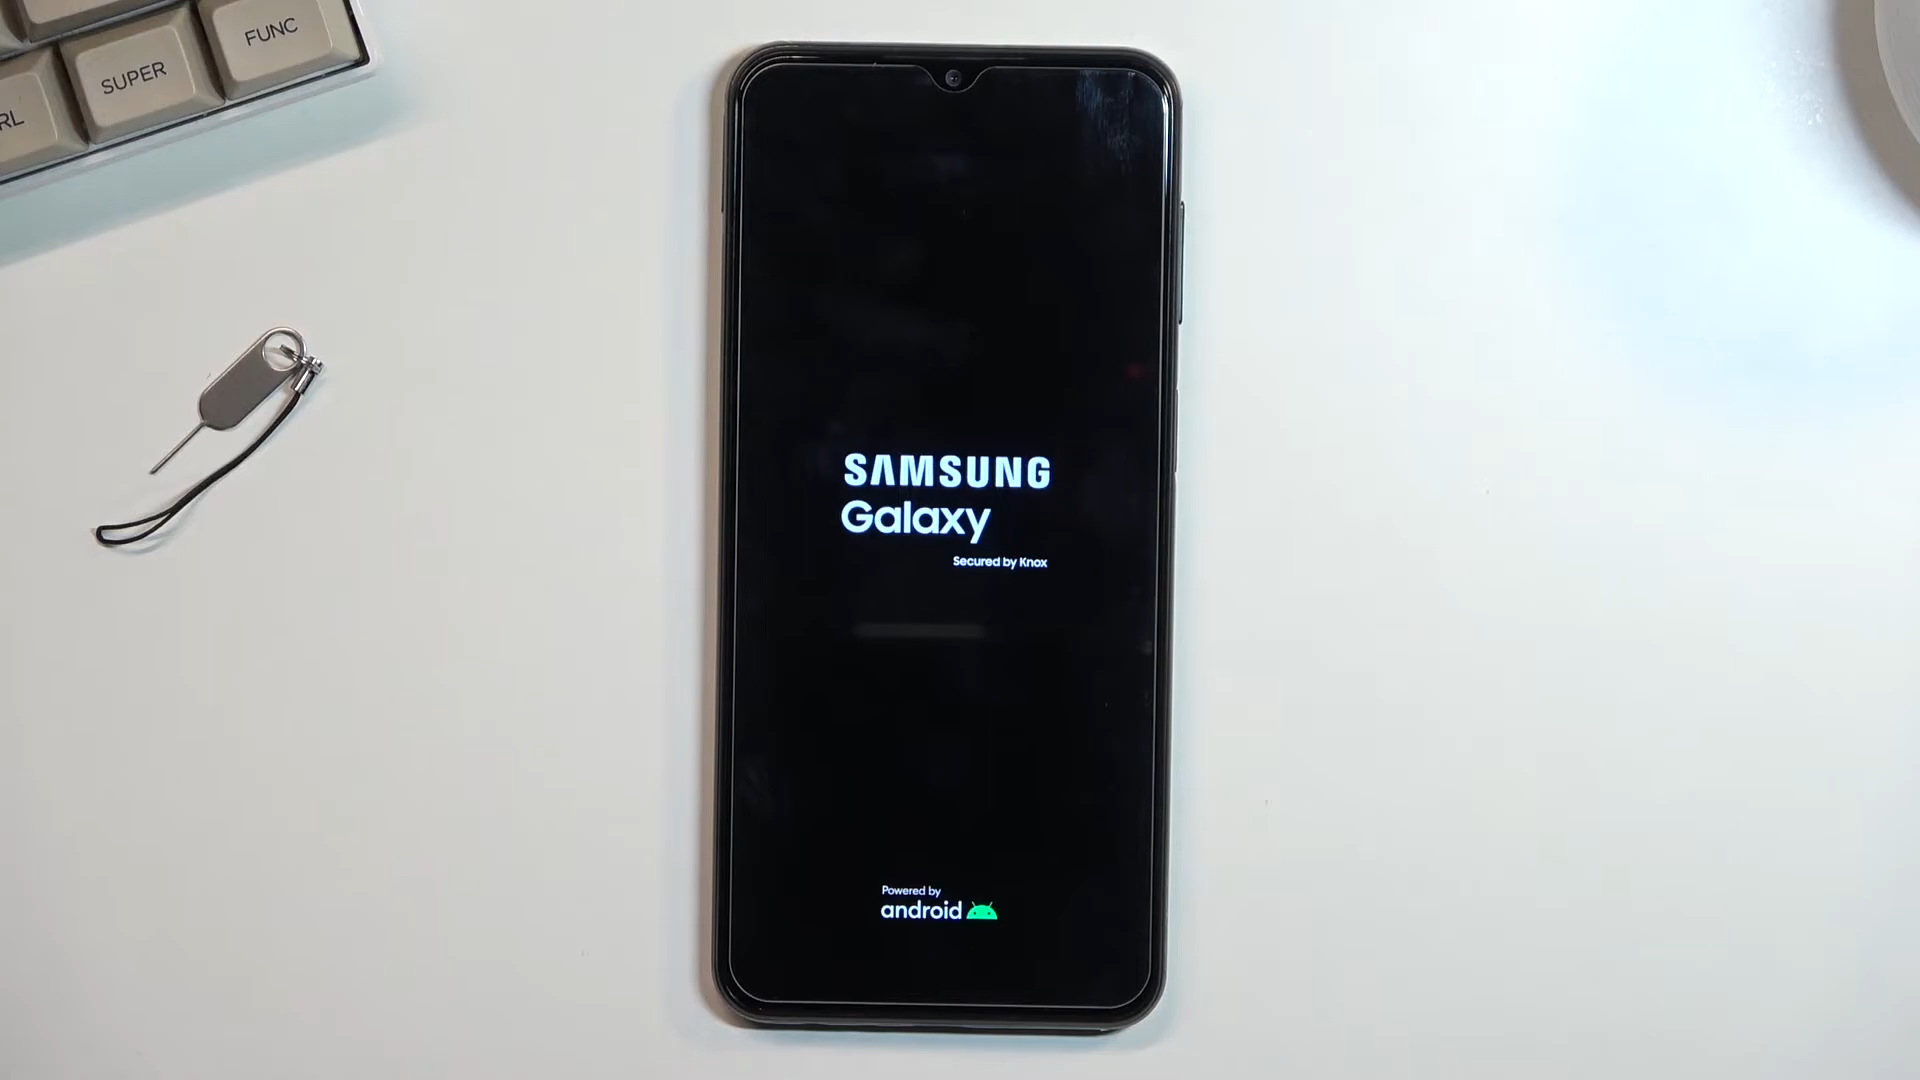 FUNC
SUPER
RL
SAMSUNG
Galaxy
Secured by Knox
Powered by
android